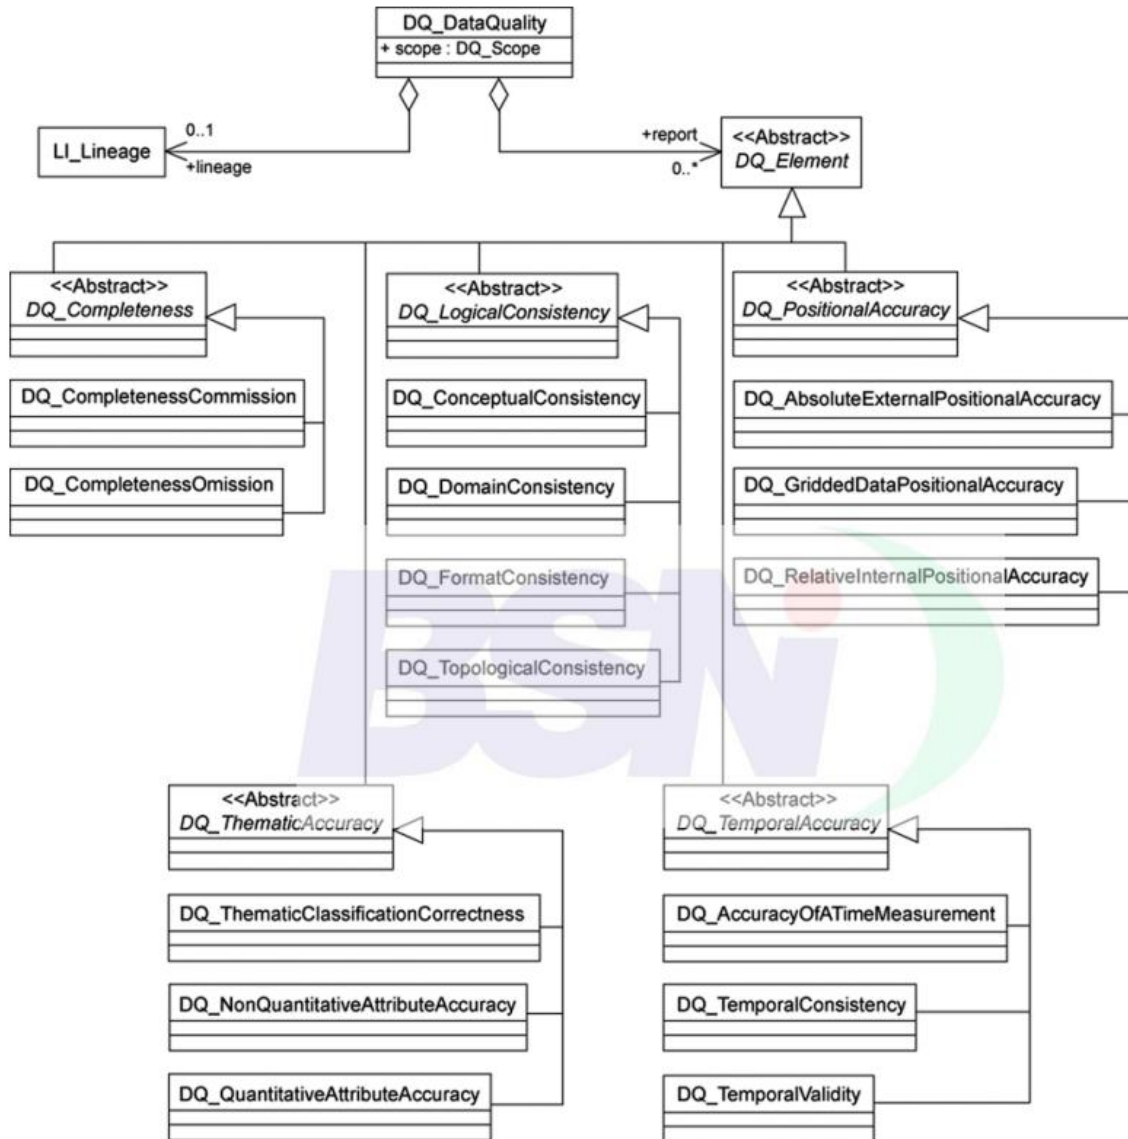 DQ_DataQuality
+ scope : DQ_Scope
0..1
LI_Lineage
+lineage
+report
0..*
<<Abstract>>
DQ_Element
<<Abstract>>
DQ_Completeness
DQ_CompletenessCommission
DQ_CompletenessOmission
<<Abstract>>
DQ_LogicalConsistency
DQ_ConceptualConsistency
DQ_DomainConsistency
DQ_FormatConsistency
DQ_TopologicalConsistency
<<Abstract>>
DQ_PositionalAccuracy
DQ_AbsoluteExternalPositionalAccuracy
DQ_GriddedDataPositionalAccuracy
DQ_RelativeInternalPositionalAccuracy
BSN
<<Abstract>>
DQ_ThematicAccuracy
DQ_ThematicClassificationCorrectness
DQ_NonQuantitativeAttributeAccuracy
DQ_QuantitativeAttributeAccuracy
<<Abstract>>
DQ_TemporalAccuracy
DQ_AccuracyOfATimeMeasurement
DQ_TemporalConsistency
DQ_TemporalValidity